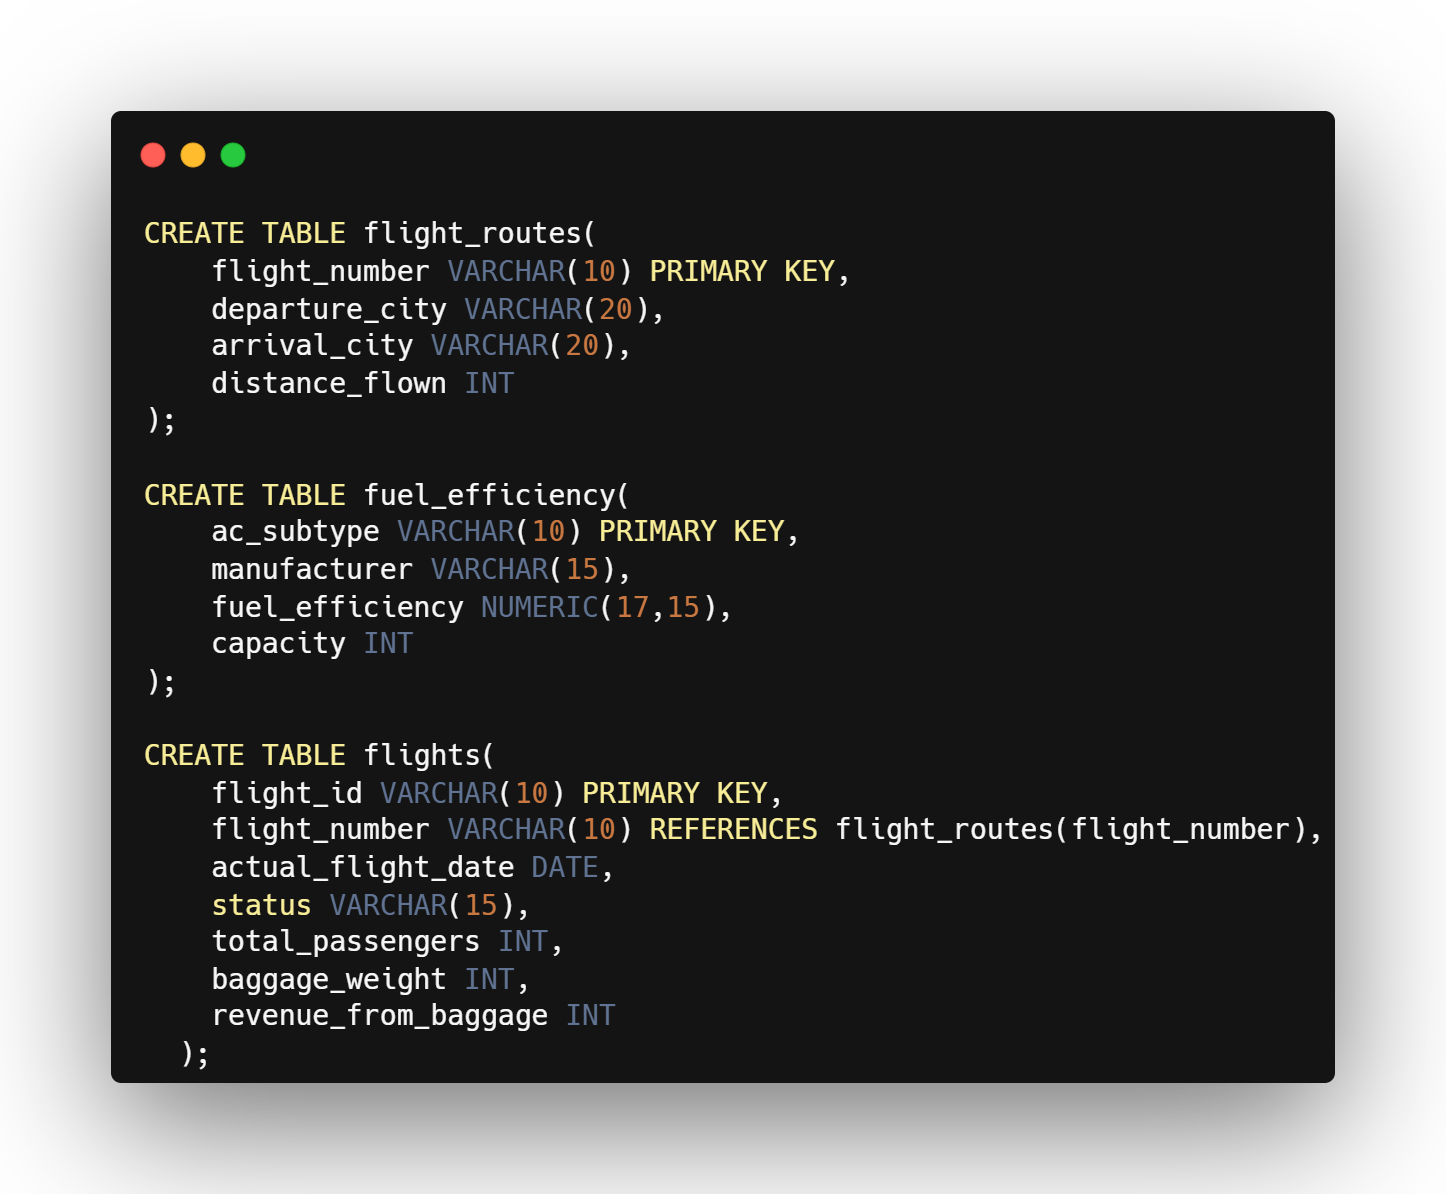 CREATE TABLE flight_routes(
    flight_number VARCHAR(10) PRIMARY KEY,
    departure_city VARCHAR(20),
    arrival_city VARCHAR(20),
    distance_flown INT
);

CREATE TABLE fuel_efficiency(
    ac_subtype VARCHAR(10) PRIMARY KEY,
    manufacturer VARCHAR(15),
    fuel_efficiency NUMERIC(17,15),
    capacity INT
);

CREATE TABLE flights(
    flight_id VARCHAR(10) PRIMARY KEY,
    flight_number VARCHAR(10) REFERENCES flight_routes(flight_number),
    actual_flight_date DATE,
    status VARCHAR(15),
    total_passengers INT,
    baggage_weight INT,
    revenue_from_baggage INT
  );